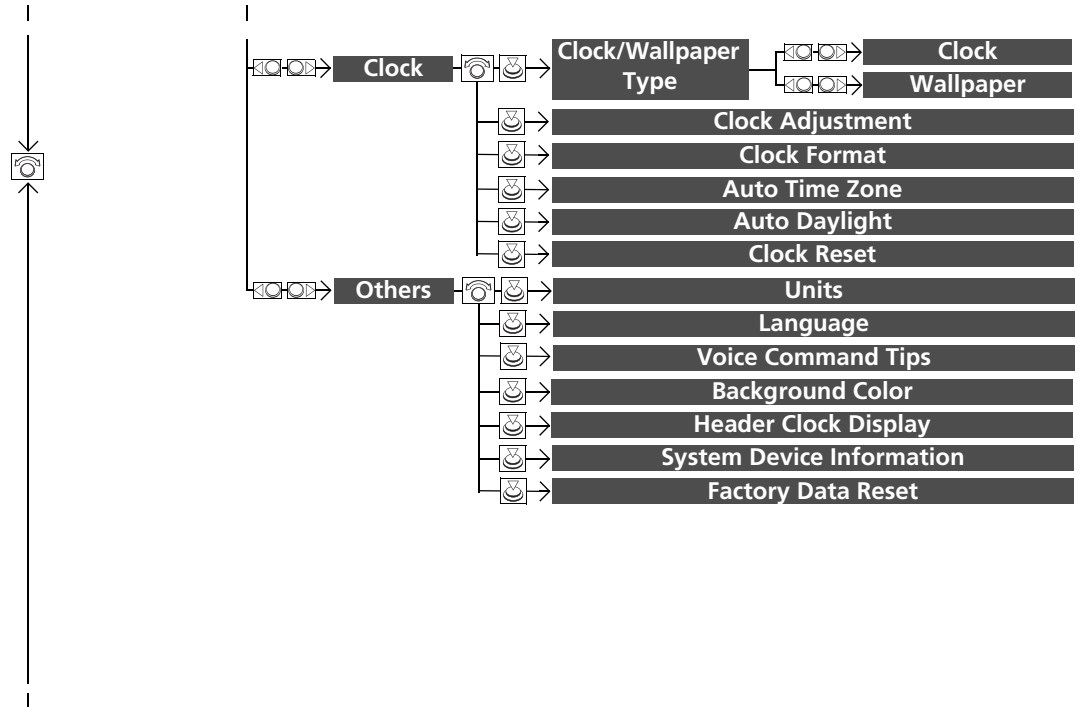 Clock
Clock/Wallpaper
Type
Clock
Wallpaper
Clock Adjustment
Clock Format
Auto Time Zone
Auto Daylight
Clock Reset
Others
Units
Language
Voice Command Tips
Background Color
Header Clock Display
System Device Information
Factory Data Reset